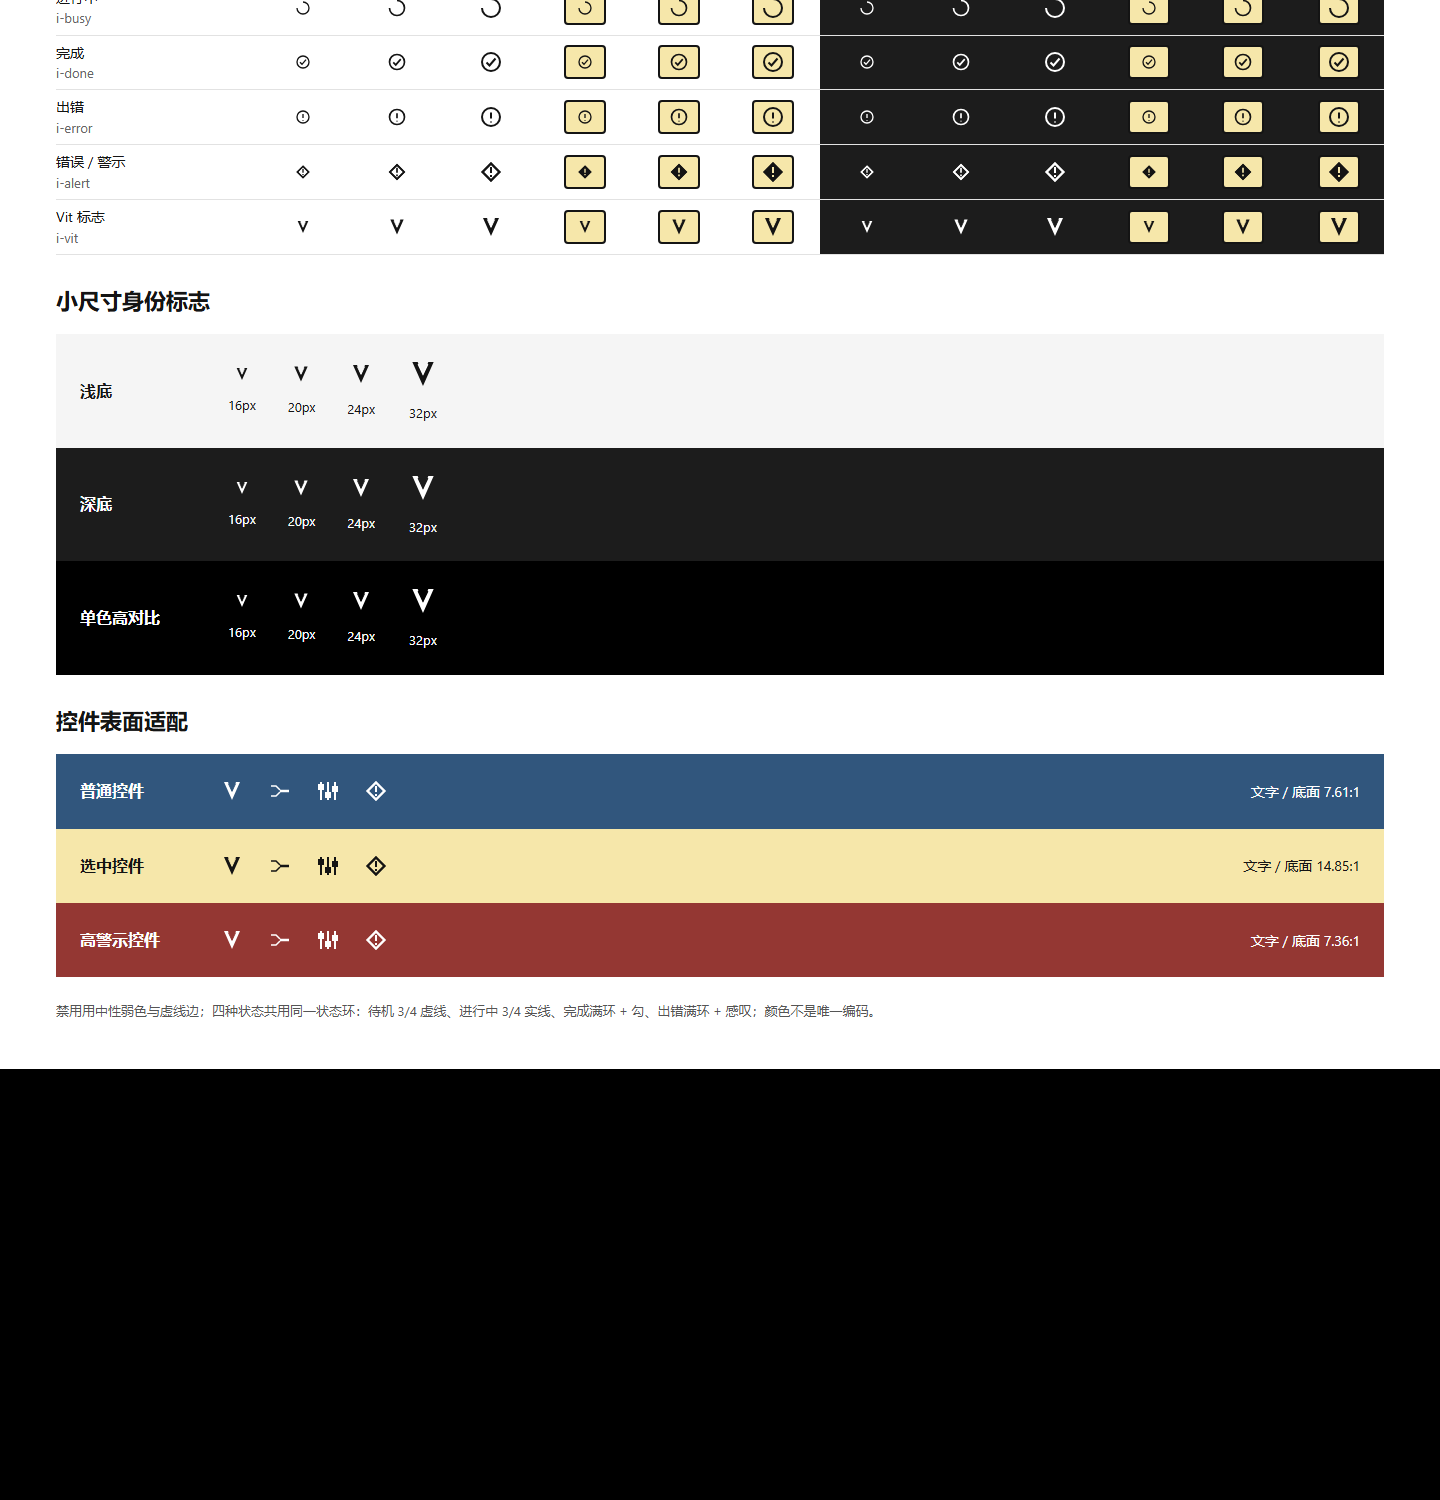 i-busy
完成
i-done
出错
i-error
错误 / 警示
i-alert
Vit 标志
i-vit
小尺寸身份标志
浅底
16px
20px
24px
32px
深底
16px
20px
24px
32px
单色高对比
16px
20px
24px
32px
控件表面适配
普通控件
文字 / 底面 7.61:1
选中控件
文字 / 底面 14.85:1
高警示控件
文字 / 底面 7.36:1
禁用用中性弱色与虚线边；四种状态共用同一状态环：待机 3/4 虚线、进行中 3/4 实线、完成满环 + 勾、出错满环 + 感叹；颜色不是唯一编码。